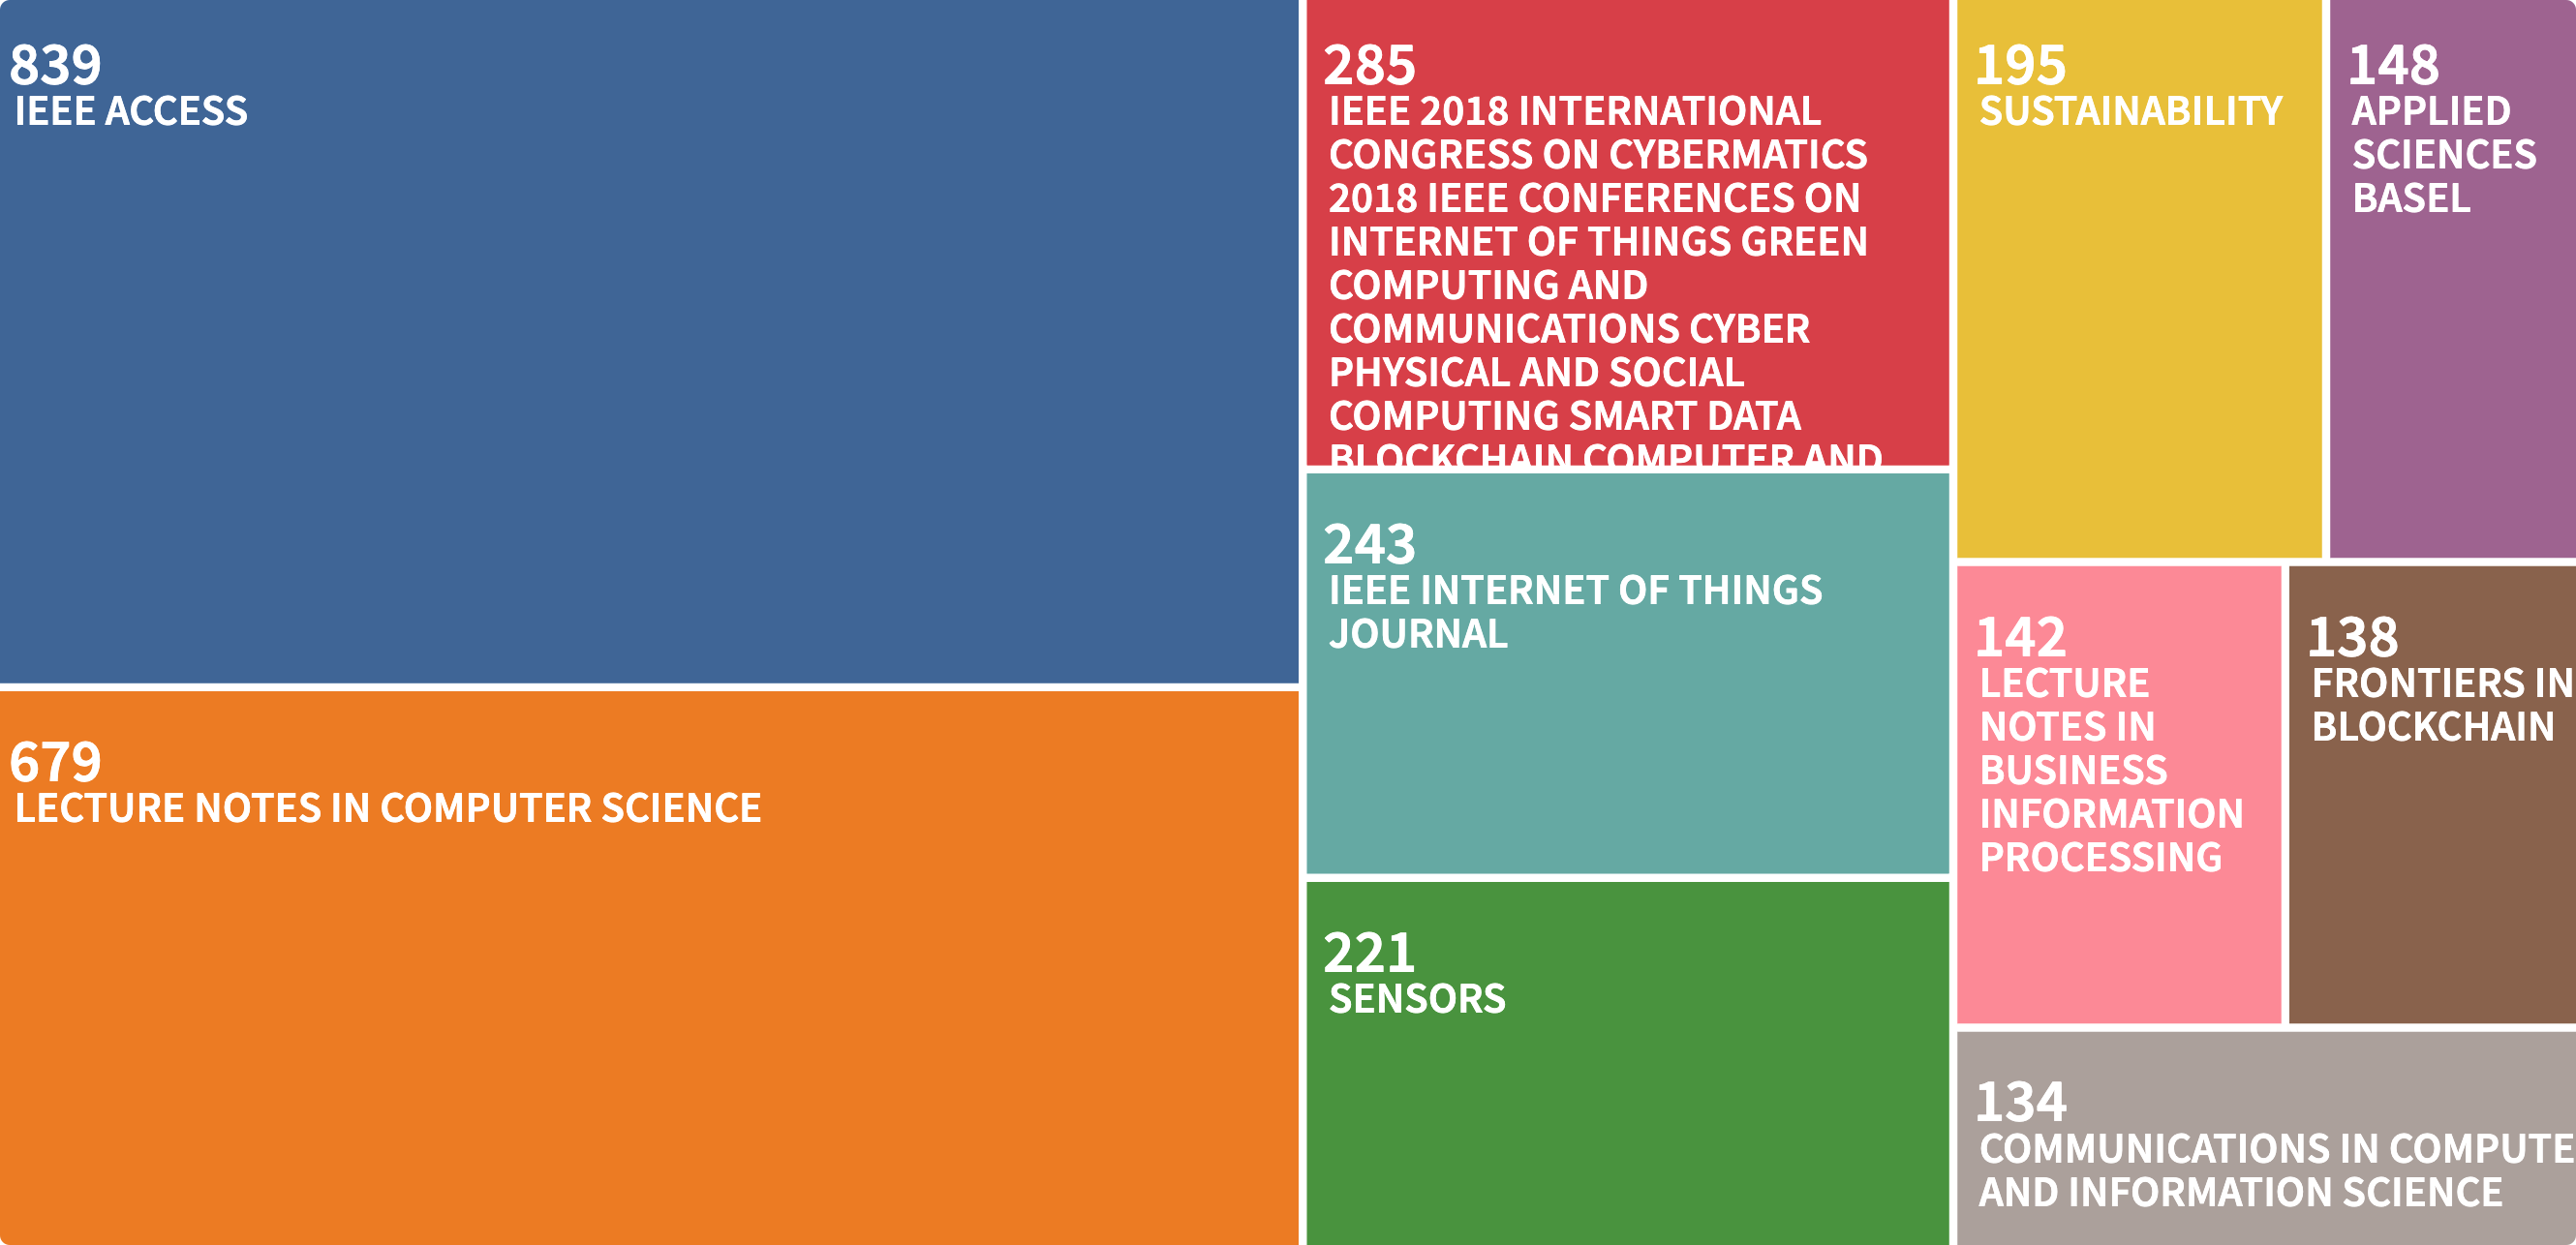 839
IEEE ACCESS
679
LECTURE NOTES IN COMPUTER SCIENCE
285
IEEE 2018 INTERNATIONAL
CONGRESS ON CYBERMATICS
2018 IEEE CONFERENCES ON
INTERNET OF THINGS GREEN
COMPUTING AND
COMMUNICATIONS CYBER
PHYSICAL AND SOCIAL
COMPUTING SMART DATA
BLOCKCHAIN COMPUTER AND
243
IEEE INTERNET OF THINGS
JOURNAL
221
SENSORS
195
SUSTAINABILITY
148
APPLIED
SCIENCES
BASEL
142
LECTURE
NOTES IN
BUSINESS
INFORMATION
PROCESSING
138
FRONTIERS IN
BLOCKCHAIN
134
COMMUNICATIONS IN COMPUTE
AND INFORMATION SCIENCE